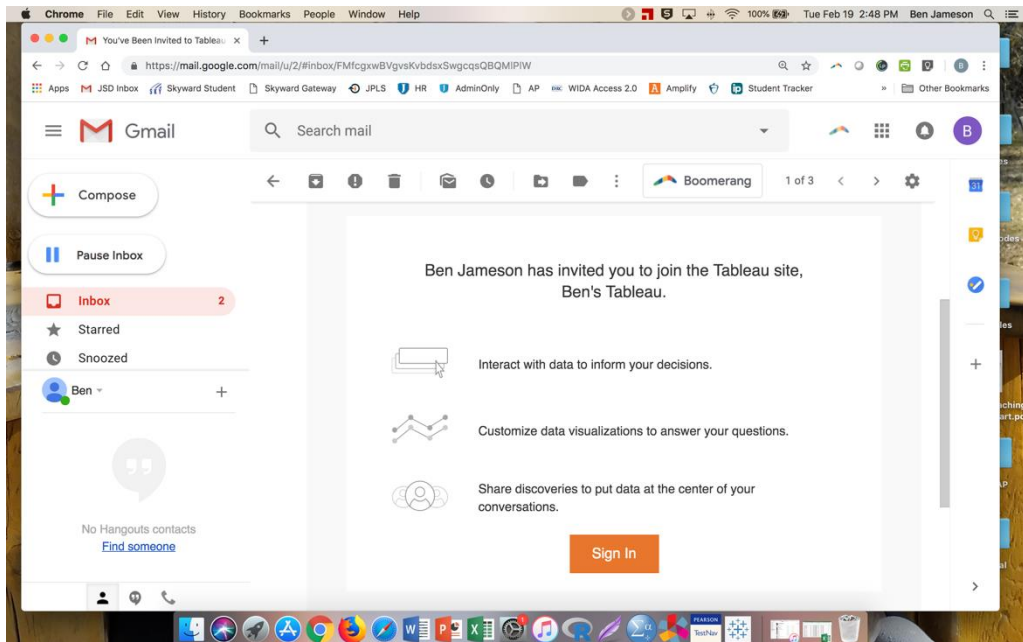 Chrome File Edit View History Bookmarks People Window Help 100% Tue Feb 19 2:48 PM Ben Jameson
You've Been Invited to Tableau
https://mail.google.com/mail/u/2/#inbox/FMfcgxwBVgvsKvbdsxSwgcqsQBQMlPlW
Apps JSD Inbox Skyward Student Skyward Gateway JPLS HR AdminOnly AP WIDA Access 2.0 Amplify Student Tracker » Other Bookmarks
Gmail Search mail B
Compose Boomerang 1 of 3
31
Pause Inbox
Ben Jameson has invited you to join the Tableau site,
Ben's Tableau.
Inbox 2
Starred
Snoozed
Interact with data to inform your decisions.
Ben
Customize data visualizations to answer your questions.
Share discoveries to put data at the center of your
conversations.
No Hangouts contacts
Find someone
Sign In
PEARSON
TestNav